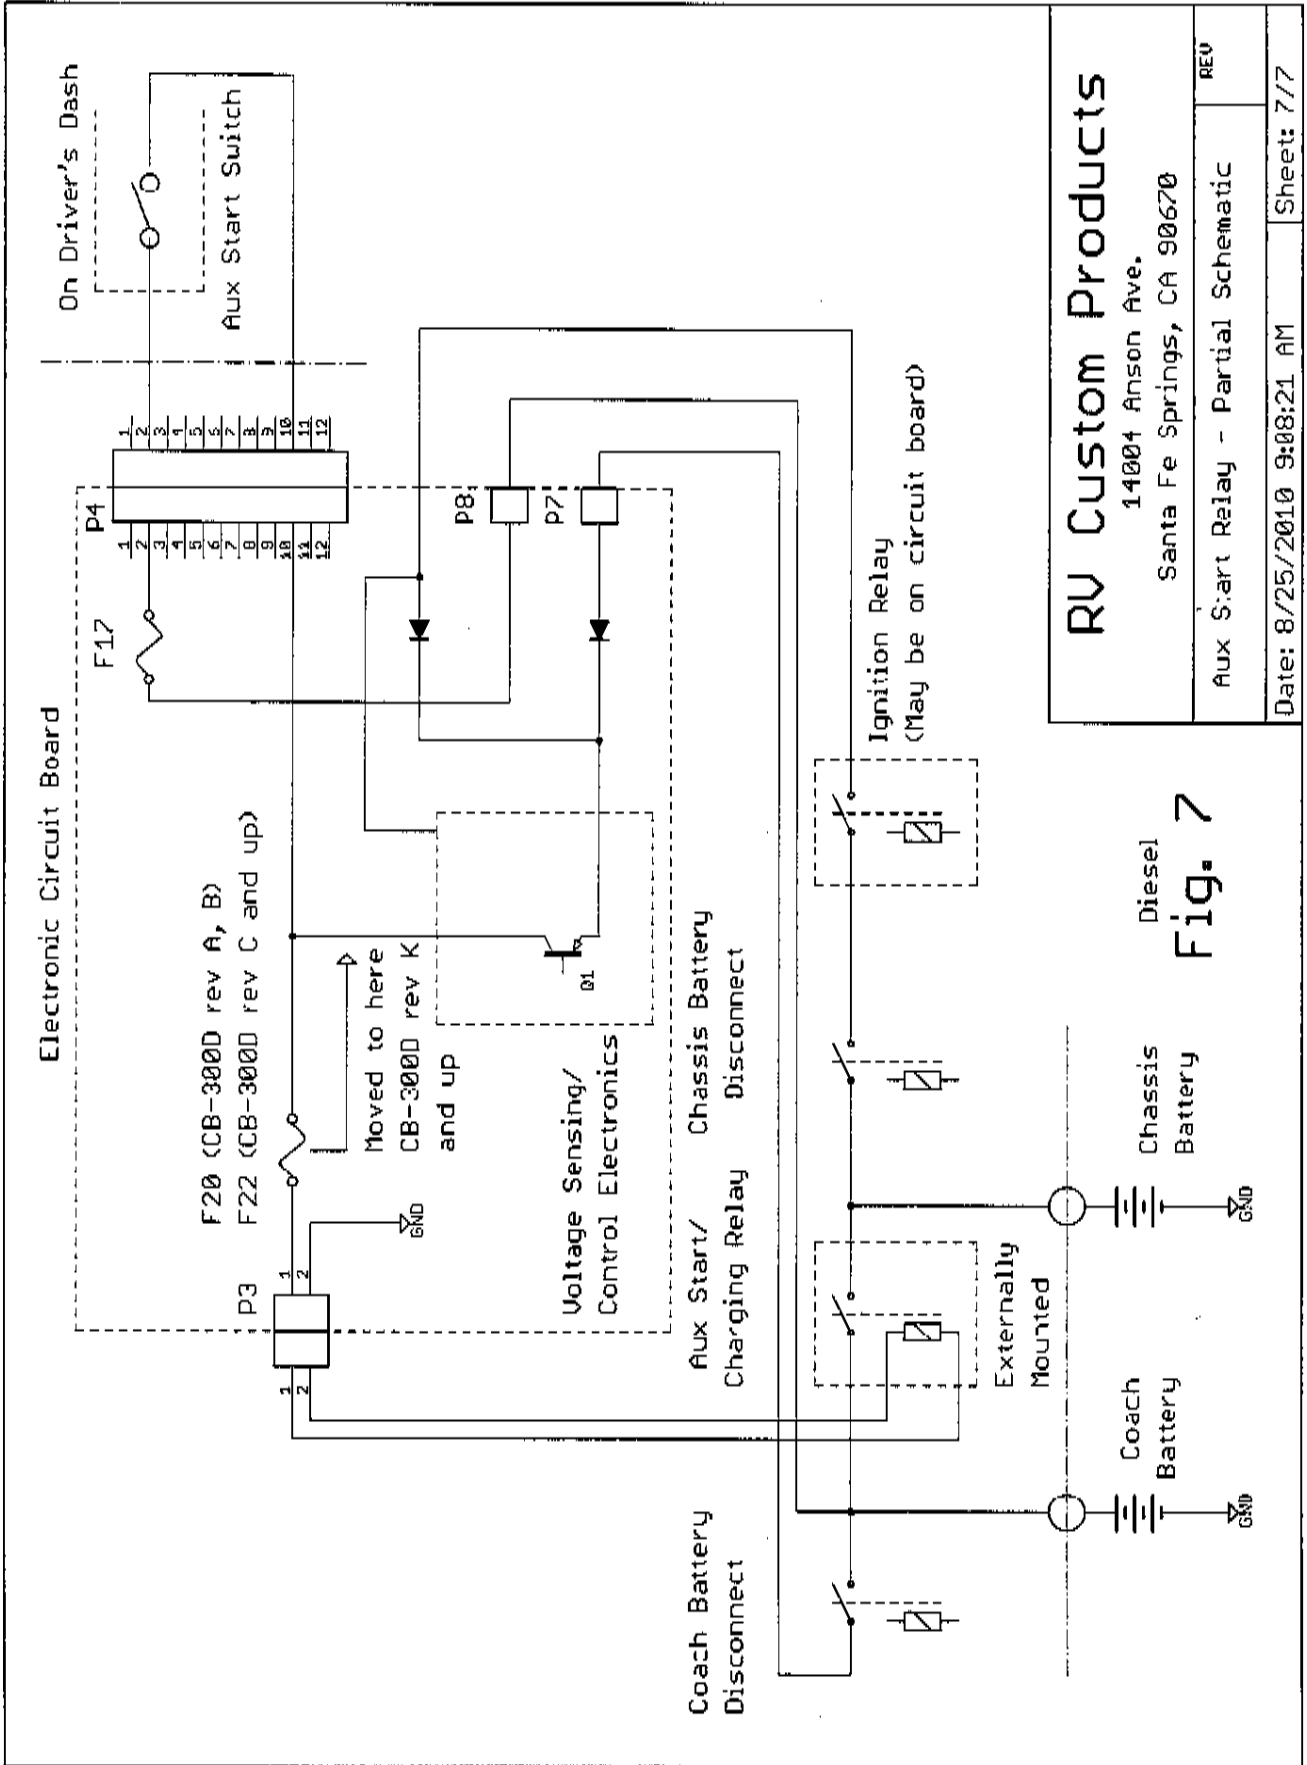 Electronic Circuit Board
On Driver's Dash
Aux Start Switch
P4
1
2
3
4
5
6
7
8
9
10
11
12
1
2
3
4
5
5
7
8
9
10
11
12
F17
F20 (CB-300D rev A, B)
F22 (CB-300D rev C and up)
Moved to here
CB-300D rev K
and up
P3
1
2
1
2
GND
P8
P7
Q1
Voltage Sensing/
Control Electronics
Coach Battery
Disconnect
Aux Start/
Charging Relay
Chassis Battery
Disconnect
Ignition Relay
(May be on circuit board)
Externally
Mounted
Coach
Battery
GND
Chassis
Battery
GND
Diesel
Fig. 7
RV Custom Products
14004 Anson Ave.
Santa Fe Springs, CA 90670
Aux Start Relay - Partial Schematic
REV
Date: 8/25/2010 9:08:21 AM
Sheet: 7/7